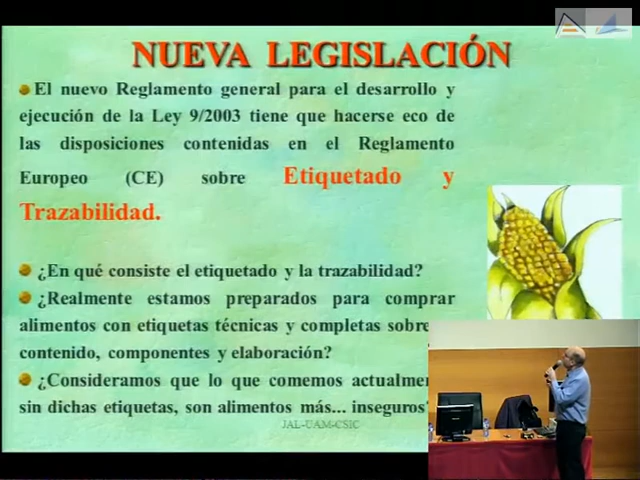 NUEVA LEGISLACIÓN
El nuevo Reglamento general para el desarrollo y
ejecución de la Ley 9/2003 tiene que hacerse eco de
las disposiciones contenidas en el Reglamento
Europeo (CE) sobre Etiquetado y
Trazabilidad.
¿En qué consiste el etiquetado y la trazabilidad?
¿Realmente estamos preparados para comprar
alimentos con etiquetas técnicas y completas sobre
contenido, componentes y elaboración?
¿Consideramos que lo que comemos actualmen
sin dichas etiquetas, son alimentos más... inseguros?
JAL-UAM-CSIC